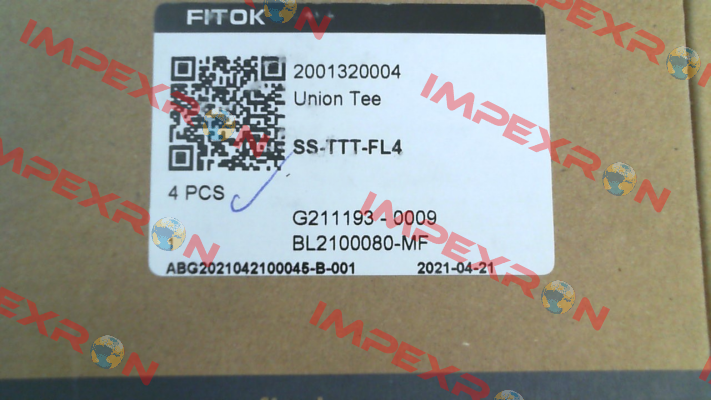 FITOK
2001320004
Union Tee
SS-TTT-FL4
4 PCS
G211193 - 0009
BL2100080-MF
ABG2021042100045-B-001 2021-04-21
IMPEXRON
IMPEXRON
IMPEXRON
IMPEXRON
IMPEXRON
IMPEXRON